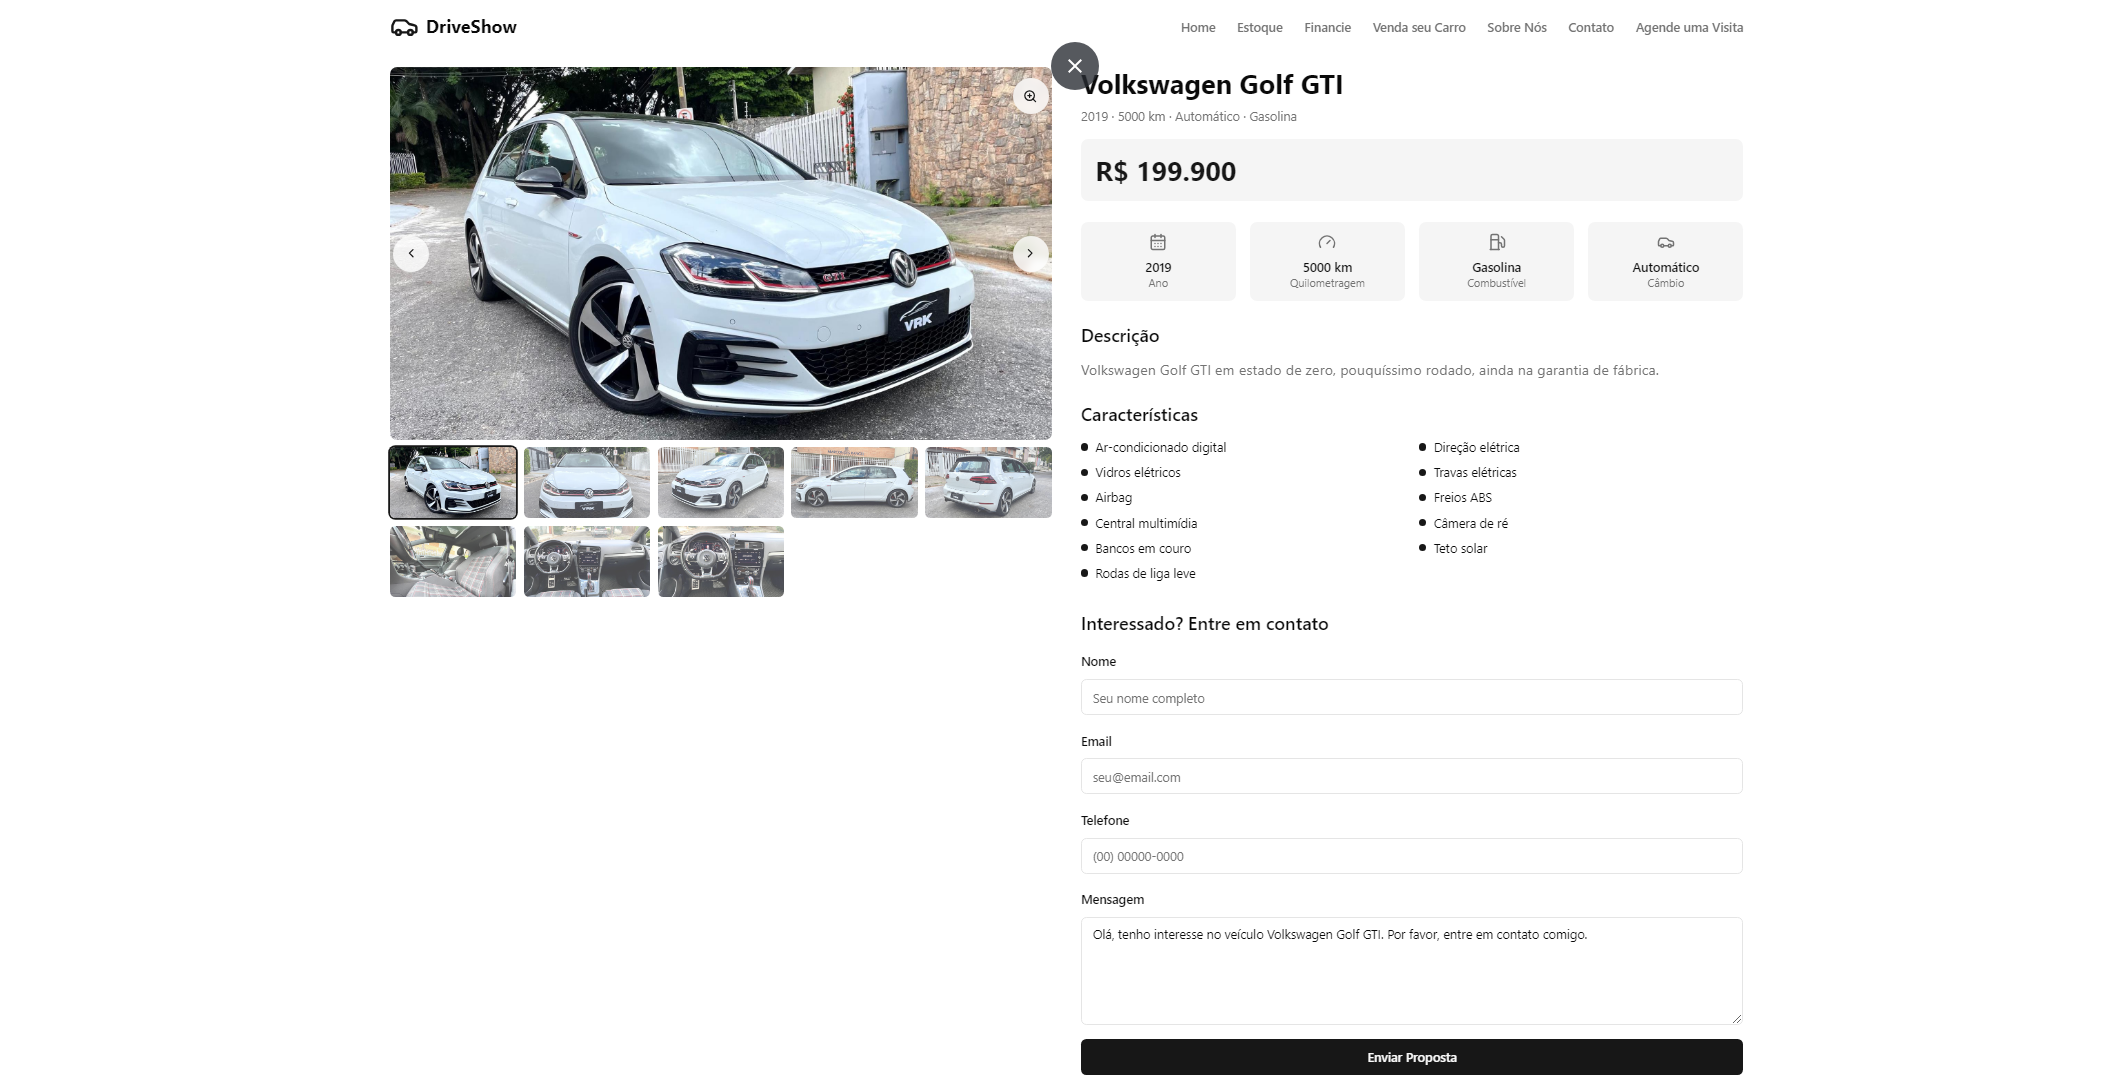 DriveShow
Home Estoque Financie Venda seu Carro Sobre Nós Contato Agende uma Visita
GTI
VRK
Volkswagen Golf GTI
2019 · 5000 km · Automático · Gasolina
R$ 199.900
2019
Ano
5000 km
Quilometragem
Gasolina
Combustível
Automático
Câmbio
Descrição
Volkswagen Golf GTI em estado de zero, pouquíssimo rodado, ainda na garantia de fábrica.
Características
Ar-condicionado digital
Direção elétrica
Vidros elétricos
Travas elétricas
Airbag
Freios ABS
Central multimídia
Câmera de ré
Bancos em couro
Teto solar
Rodas de liga leve
Interessado? Entre em contato
Nome
Seu nome completo
Email
seu@email.com
Telefone
(00) 00000-0000
Mensagem
Olá, tenho interesse no veículo Volkswagen Golf GTI. Por favor, entre em contato comigo.
Enviar Proposta